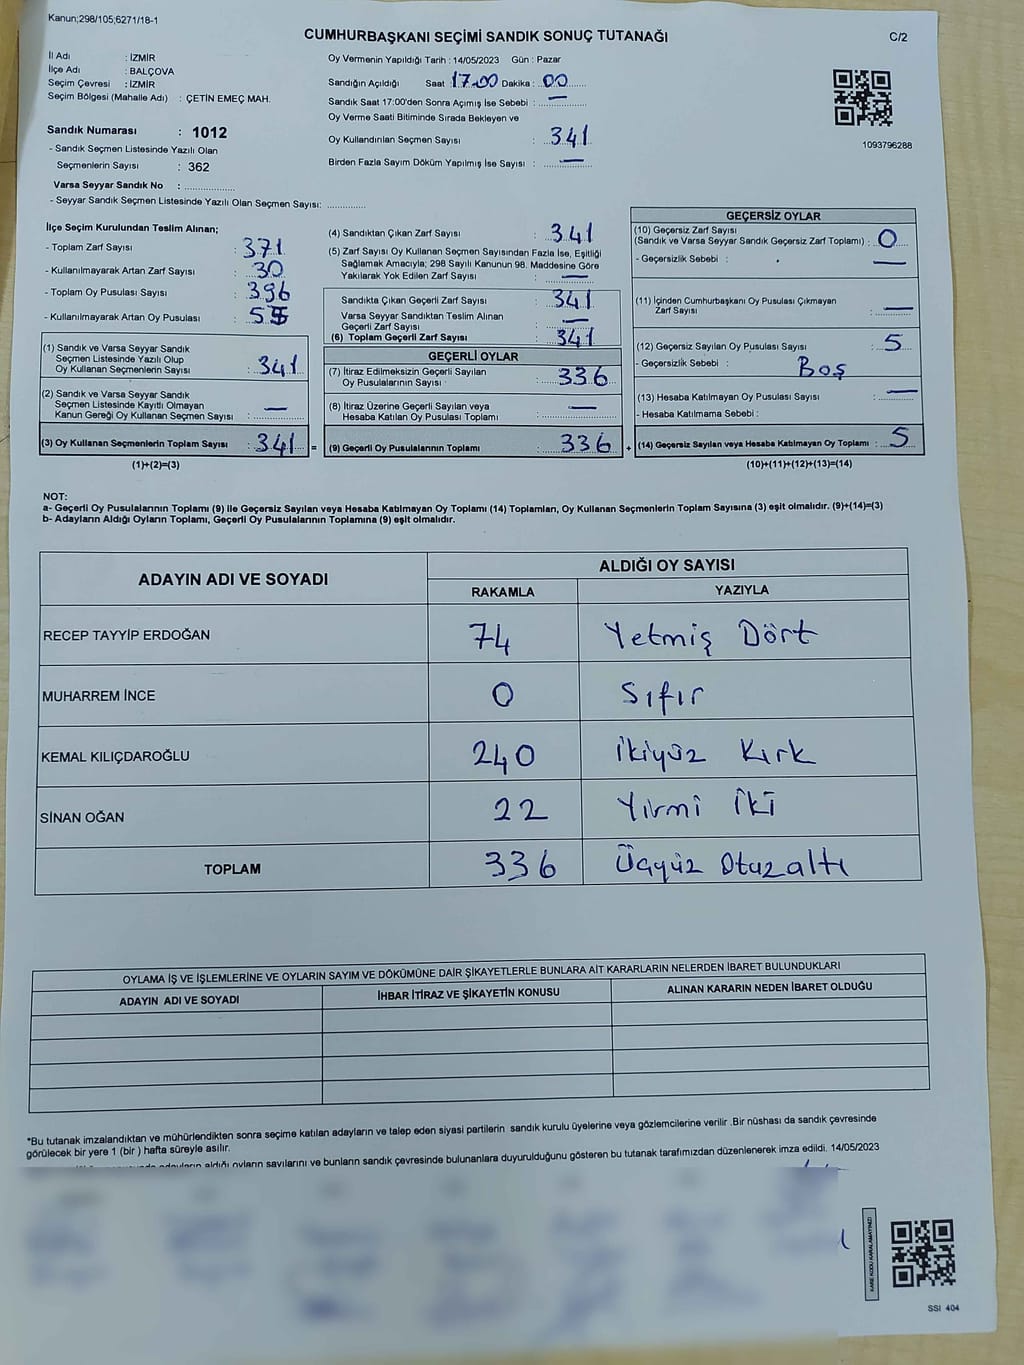 Kanun;298/105;6271/18-1
CUMHURBAŞKANI SEÇİMİ SANDIK SONUÇ TUTANAĞI
C/2
İl Adı : İZMİR
İlçe Adı : BALÇOVA
Seçim Çevresi : İZMİR
Seçim Bölgesi (Mahalle Adı) : ÇETİN EMEÇ MAH.
Sandık Numarası : 1012
- Sandık Seçmen Listesinde Yazılı Olan
Seçmenlerin Sayısı : 362
Varsa Seyyar Sandık No : ..................
- Seyyar Sandık Seçmen Listesinde Yazılı Olan Seçmen Sayısı: .............
Oy Vermenin Yapıldığı Tarih : 14/05/2023 Gün : Pazar
Sandığın Açıldığı Saat 17.00 Dakika : 00
Sandık Saat 17:00'den Sonra Açımış İse Sebebi : —
Oy Verme Saati Bitiminde Sırada Bekleyen ve
Oy Kullandırılan Seçmen Sayısı : 341
Birden Fazla Sayım Döküm Yapılmış İse Sayısı : —
1093796288
İlçe Seçim Kurulundan Teslim Alınan;
- Toplam Zarf Sayısı : 371
- Kullanılmayarak Artan Zarf Sayısı : 30
- Toplam Oy Pusulası Sayısı : 396
- Kullanılmayarak Artan Oy Pusulası : 55
(1) Sandık ve Varsa Seyyar Sandık
Seçmen Listesinde Yazılı Olup
Oy Kullanan Seçmenlerin Sayısı : 341
(2) Sandık ve Varsa Seyyar Sandık
Seçmen Listesinde Kayıtlı Olmayan
Kanun Gereği Oy Kullanan Seçmen Sayısı : —
(3) Oy Kullanan Seçmenlerin Toplam Sayısı : 341
(1)+(2)=(3)
(4) Sandıktan Çıkan Zarf Sayısı : 341
(5) Zarf Sayısı Oy Kullanan Seçmen Sayısından Fazla İse, Eşitliği
Sağlamak Amacıyla; 298 Sayılı Kanunun 98. Maddesine Göre
Yakılarak Yok Edilen Zarf Sayısı : —
Sandıkta Çıkan Geçerli Zarf Sayısı : 341
Varsa Seyyar Sandıktan Teslim Alınan
Geçerli Zarf Sayısı : —
(6) Toplam Geçerli Zarf Sayısı : 341
GEÇERLİ OYLAR
(7) İtiraz Edilmeksizin Geçerli Sayılan
Oy Pusulalarının Sayısı : 336
(8) İtiraz Üzerine Geçerli Sayılan veya
Hesaba Katılan Oy Pusulaları Toplamı : —
= (9) Geçerli Oy Pusulalarının Toplamı : 336
GEÇERSİZ OYLAR
(10) Geçersiz Zarf Sayısı
(Sandık ve Varsa Seyyar Sandık Geçersiz Zarf Toplamı) : 0
- Geçersizlik Sebebi : —
(11) İçinden Cumhurbaşkanı Oy Pusulası Çıkmayan
Zarf Sayısı : —
(12) Geçersiz Sayılan Oy Pusulası Sayısı : 5
- Geçersizlik Sebebi : Boş
(13) Hesaba Katılmayan Oy Pusulası Sayısı : —
- Hesaba Katılmama Sebebi :
+ (14) Geçersiz Sayılan veya Hesaba Katılmayan Oy Toplamı : 5
(10)+(11)+(12)+(13)=(14)
NOT:
a- Geçerli Oy Pusulalarının Toplamı (9) ile Geçersiz Sayılan veya Hesaba Katılmayan Oy Toplamı (14) Toplamları, Oy Kullanan Seçmenlerin Toplam Sayısına (3) eşit olmalıdır. (9)+(14)=(3)
b- Adayların Aldığı Oyların Toplamı, Geçerli Oy Pusulalarının Toplamına (9) eşit olmalıdır.
ADAYIN ADI VE SOYADI
ALDIĞI OY SAYISI
RAKAMLA YAZIYLA
RECEP TAYYİP ERDOĞAN 74 Yetmiş Dört
MUHARREM İNCE 0 Sıfır
KEMAL KILIÇDAROĞLU 240 İkiyüz Kırk
SİNAN OĞAN 22 Yirmi İki
TOPLAM 336 Üçyüz Otuzaltı
OYLAMA İŞ VE İŞLEMLERİNE VE OYLARIN SAYIM VE DÖKÜMÜNE DAİR ŞİKAYETLERLE BUNLARA AİT KARARLARIN NELERDEN İBARET BULUNDUKLARI
ADAYIN ADI VE SOYADI İHBAR İTİRAZ VE ŞİKAYETİN KONUSU ALINAN KARARIN NEDEN İBARET OLDUĞU
*Bu tutanak imzalandıktan ve mühürlendikten sonra seçime katılan adayların ve talep eden siyasi partilerin sandık kurulu üyelerine veya gözlemcilerine verilir .Bir nüshası da sandık çevresinde
görülecek bir yere 1 (bir ) hafta süreyle asılır.
adayların aldığı oyların sayılarını ve bunların sandık çevresinde bulunanlara duyurulduğunu gösteren bu tutanak tarafımızdan düzenlenerek imza edildi. 14/05/2023
KARE KODU KARALAMAYINIZ!
SSI 404